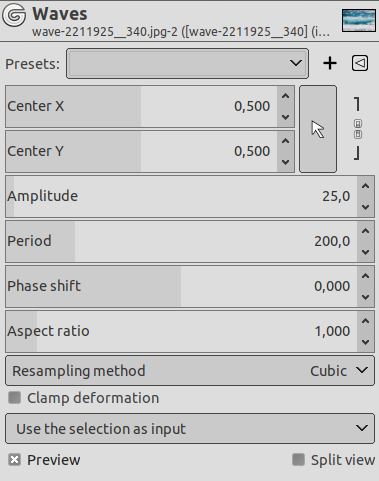 Waves
wave-2211925__340.jpg-2 ([wave-2211925__340] (i…
Presets:
Center X 0,500
Center Y 0,500
Amplitude 25,0
Period 200,0
Phase shift 0,000
Aspect ratio 1,000
Resampling method Cubic
Clamp deformation
Use the selection as input
Preview Split view